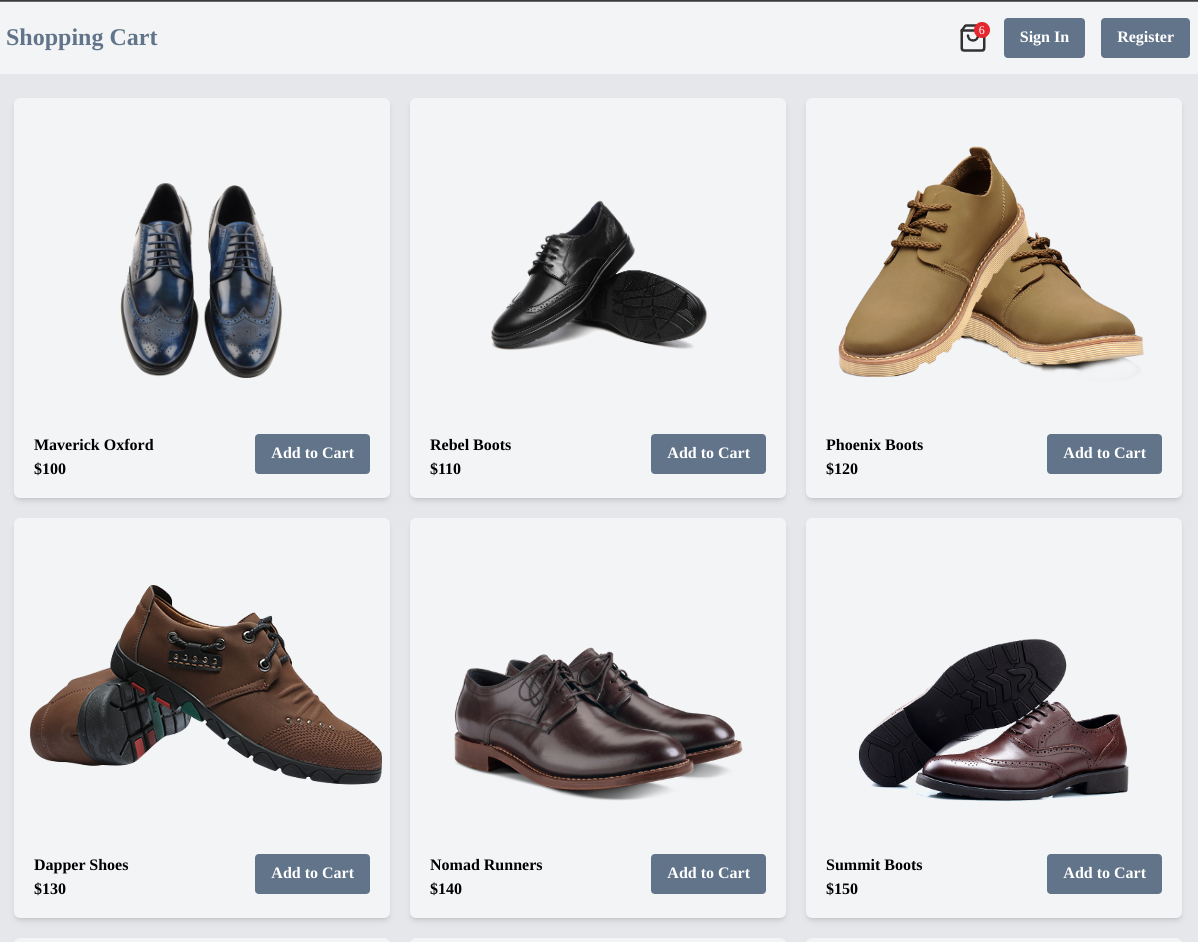 Shopping Cart
6
Sign In
Register
Maverick Oxford
$100
Add to Cart
Rebel Boots
$110
Add to Cart
Phoenix Boots
$120
Add to Cart
Dapper Shoes
$130
Add to Cart
Nomad Runners
$140
Add to Cart
Summit Boots
$150
Add to Cart